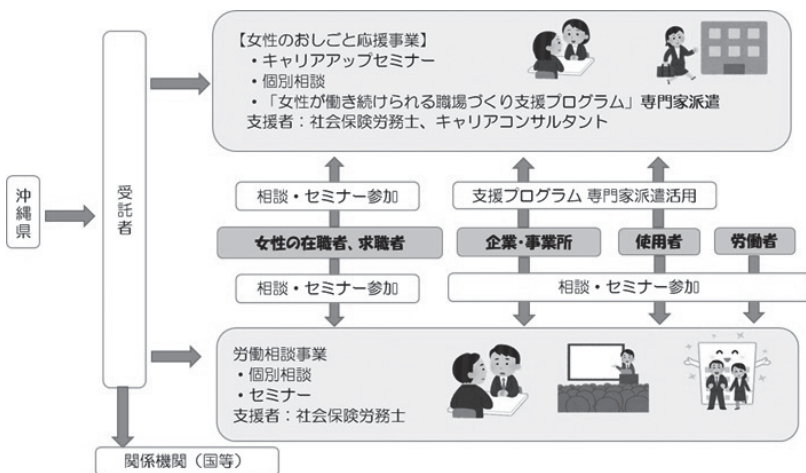 【女性のおしごと応援事業】
・キャリアアップセミナー
・個別相談
・「女性が働き続けられる職場づくり支援プログラム」専門家派遣
支援者：社会保険労務士、キャリアコンサルタント
沖縄県
受託者
相談・セミナー参加
支援プログラム 専門家派遣活用
女性の在職者、求職者
企業・事業所
使用者
労働者
相談・セミナー参加
相談・セミナー参加
労働相談事業
・個別相談
・セミナー
支援者：社会保険労務士
関係機関（国等）